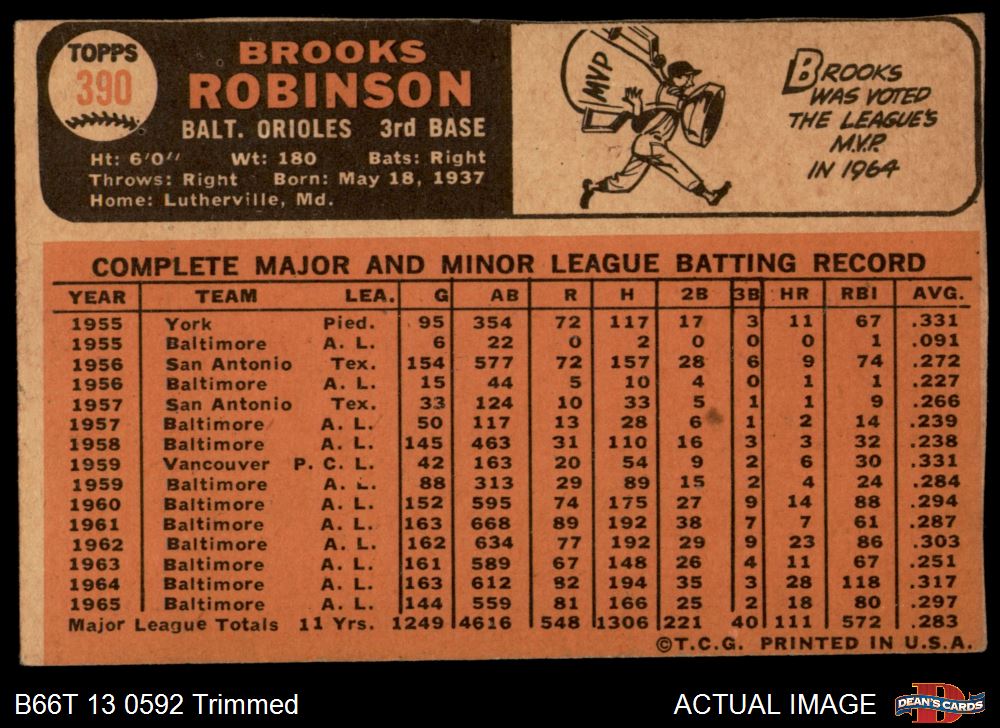 TOPPS
390
BROOKS
ROBINSON
BALT. ORIOLES 3rd BASE
Ht: 6'0" Wt: 180 Bats: Right
Throws: Right Born: May 18, 1937
Home: Lutherville, Md.
MVP
BROOKS
WAS VOTED
THE LEAGUE'S
M.V.P.
IN 1964
COMPLETE MAJOR AND MINOR LEAGUE BATTING RECORD
YEAR TEAM LEA. G AB R H 2B 3B HR RBI AVG.
1955 York Pied. 95 354 72 117 17 3 11 67 .331
1955 Baltimore A. L. 6 22 0 2 0 0 0 1 .091
1956 San Antonio Tex. 154 577 72 157 28 6 9 74 .272
1956 Baltimore A. L. 15 44 5 10 4 0 1 1 .227
1957 San Antonio Tex. 33 124 10 33 5 1 1 9 .266
1957 Baltimore A. L. 50 117 13 28 6 1 2 14 .239
1958 Baltimore A. L. 145 463 31 110 16 3 3 32 .238
1959 Vancouver P. C. L. 42 163 20 54 9 2 6 30 .331
1959 Baltimore A. L. 88 313 29 89 15 2 4 24 .284
1960 Baltimore A. L. 152 595 74 175 27 9 14 88 .294
1961 Baltimore A. L. 163 668 89 192 38 7 7 61 .287
1962 Baltimore A. L. 162 634 77 192 29 9 23 86 .303
1963 Baltimore A. L. 161 589 67 148 26 4 11 67 .251
1964 Baltimore A. L. 163 612 82 194 35 3 28 118 .317
1965 Baltimore A. L. 144 559 81 166 25 2 18 80 .297
Major League Totals 11 Yrs. 1249 4616 548 1306 221 40 111 572 .283
©T.C.G. PRINTED IN U.S.A.
B66T 13 0592 Trimmed
ACTUAL IMAGE
D
DEAN'S CARDS